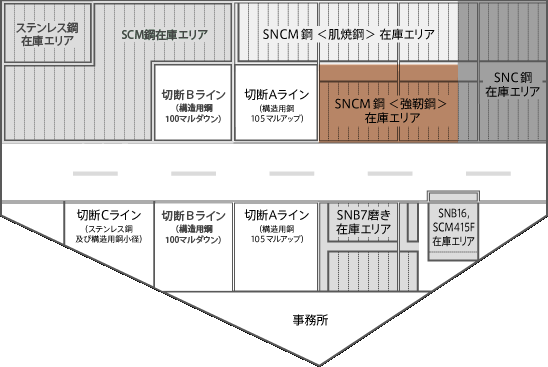 ステンレス鋼
在庫エリア
SCM鋼在庫エリア
SNCM鋼＜肌焼鋼＞在庫エリア
SNC鋼
在庫エリア
切断Bライン
(構造用鋼
100マルダウン)
切断Aライン
(構造用鋼
105マルアップ)
SNCM鋼＜強靭鋼＞
在庫エリア
切断Cライン
(ステンレス鋼
及び構造用鋼小径)
切断Bライン
(構造用鋼
100マルダウン)
切断Aライン
(構造用鋼
105マルアップ)
SNB7磨き
在庫エリア
SNB16,
SCM415F
在庫エリア
事務所